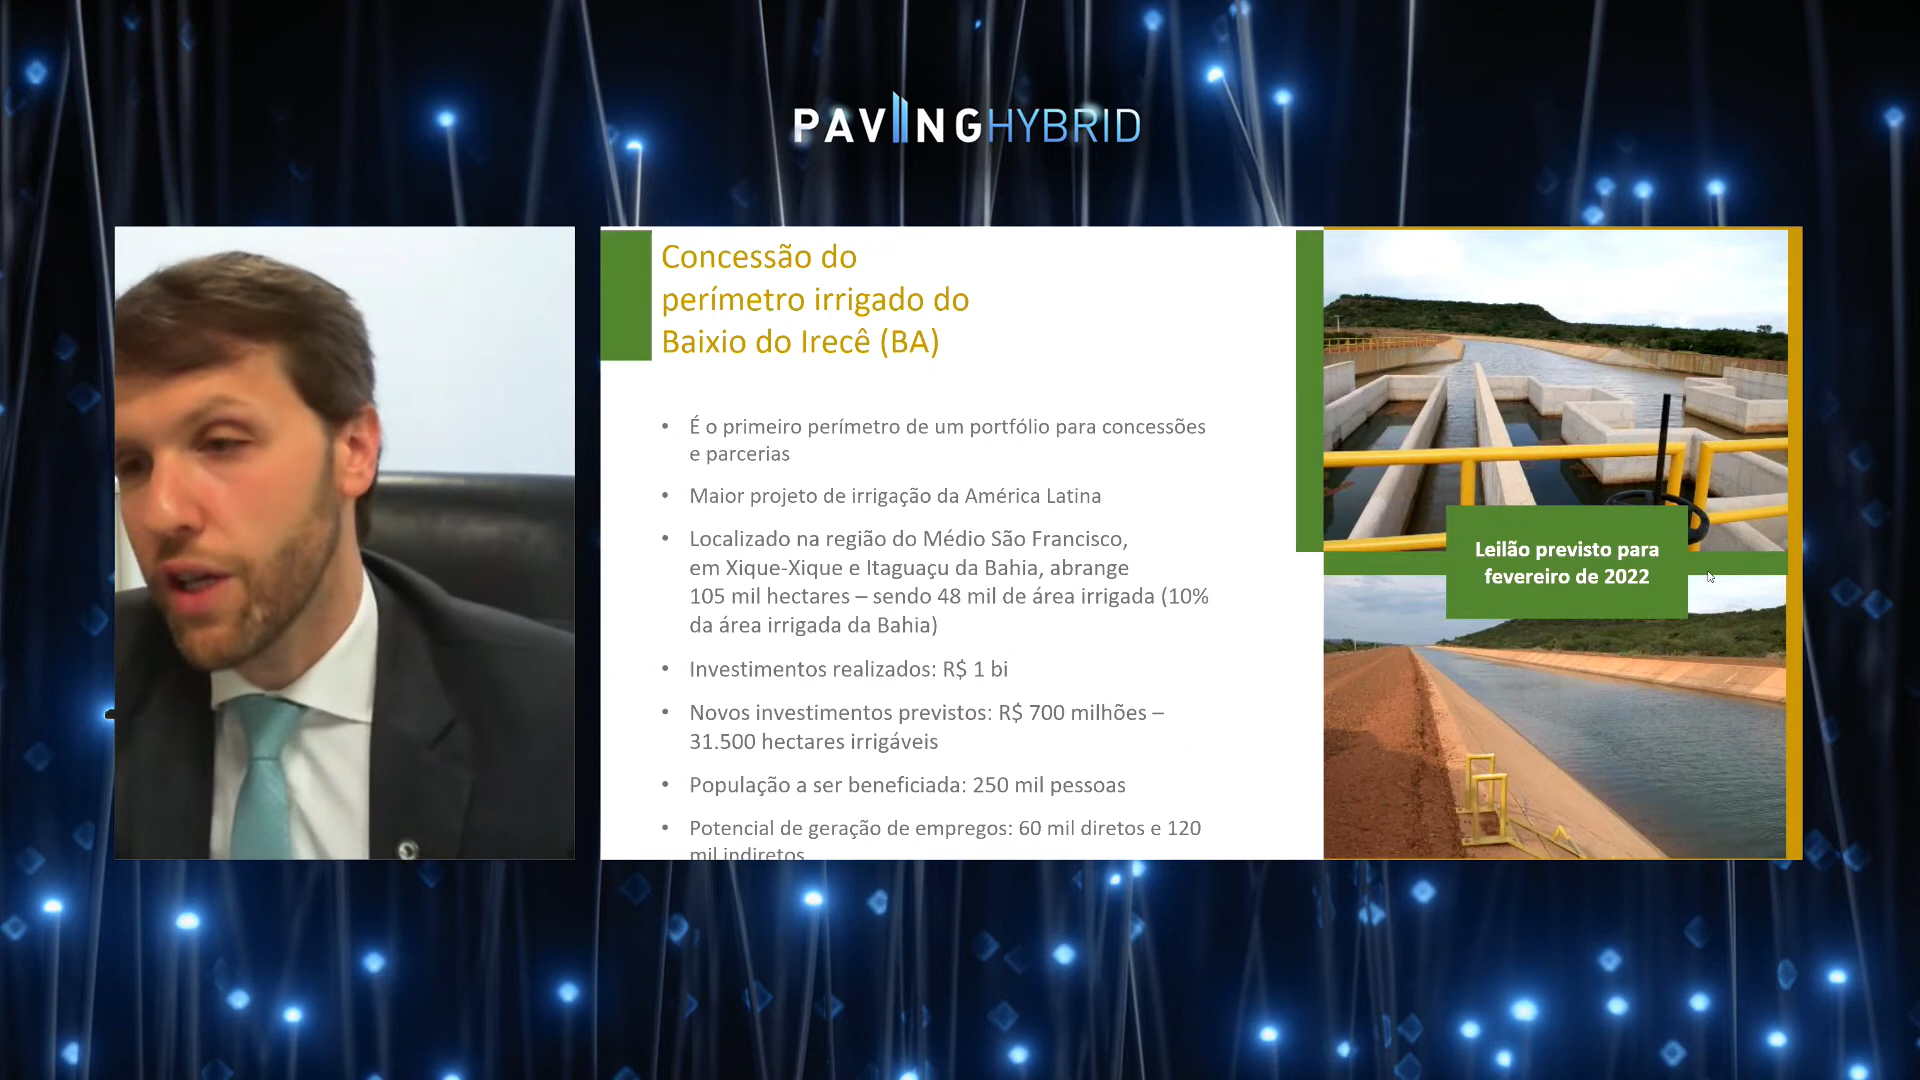 PAVINGHYBRID
Concessão do
perímetro irrigado do
Baixio do Irecê (BA)
• É o primeiro perímetro de um portfólio para concessões
e parcerias
• Maior projeto de irrigação da América Latina
• Localizado na região do Médio São Francisco,
em Xique-Xique e Itaguaçu da Bahia, abrange
105 mil hectares – sendo 48 mil de área irrigada (10%
da área irrigada da Bahia)
• Investimentos realizados: R$ 1 bi
• Novos investimentos previstos: R$ 700 milhões –
31.500 hectares irrigáveis
• População a ser beneficiada: 250 mil pessoas
• Potencial de geração de empregos: 60 mil diretos e 120
mil indiretos
Leilão previsto para
fevereiro de 2022